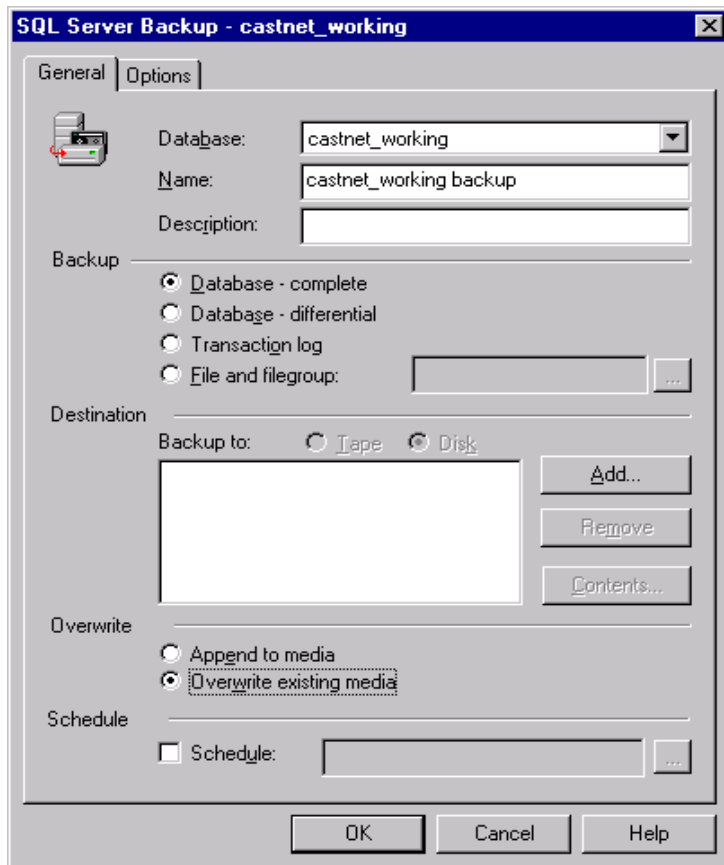 SQL Server Backup - castnet_working
General Options
Database: castnet_working
Name: castnet_working backup
Description:
Backup
Database - complete
Database - differential
Transaction log
File and filegroup: ...
Destination
Backup to: Tape Disk
Add...
Remove
Contents...
Overwrite
Append to media
Overwrite existing media
Schedule
Schedule: ...
OK Cancel Help